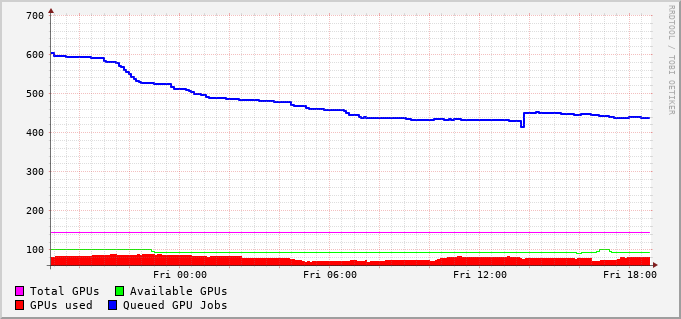 700
600
500
400
300
200
100
Fri 00:00 Fri 06:00 Fri 12:00 Fri 18:00
Total GPUs Available GPUs
GPUs used Queued GPU Jobs
RRDTOOL / TOBI OETIKER